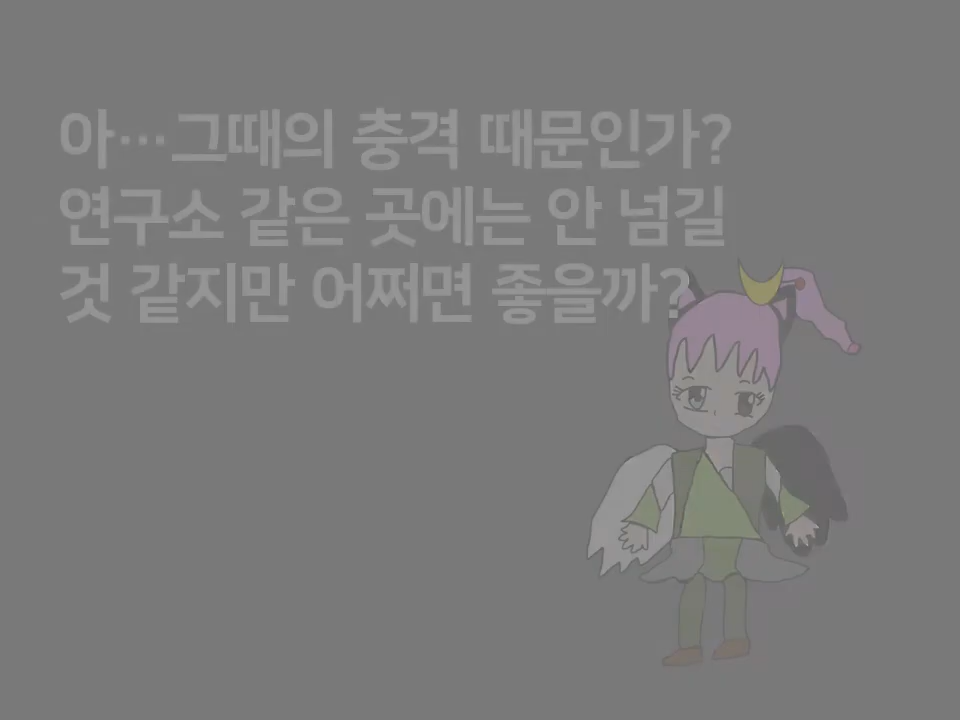 아…그때의 충격 때문인가?
연구소 같은 곳에는 안 넘길
것 같지만 어쩌면 좋을까?